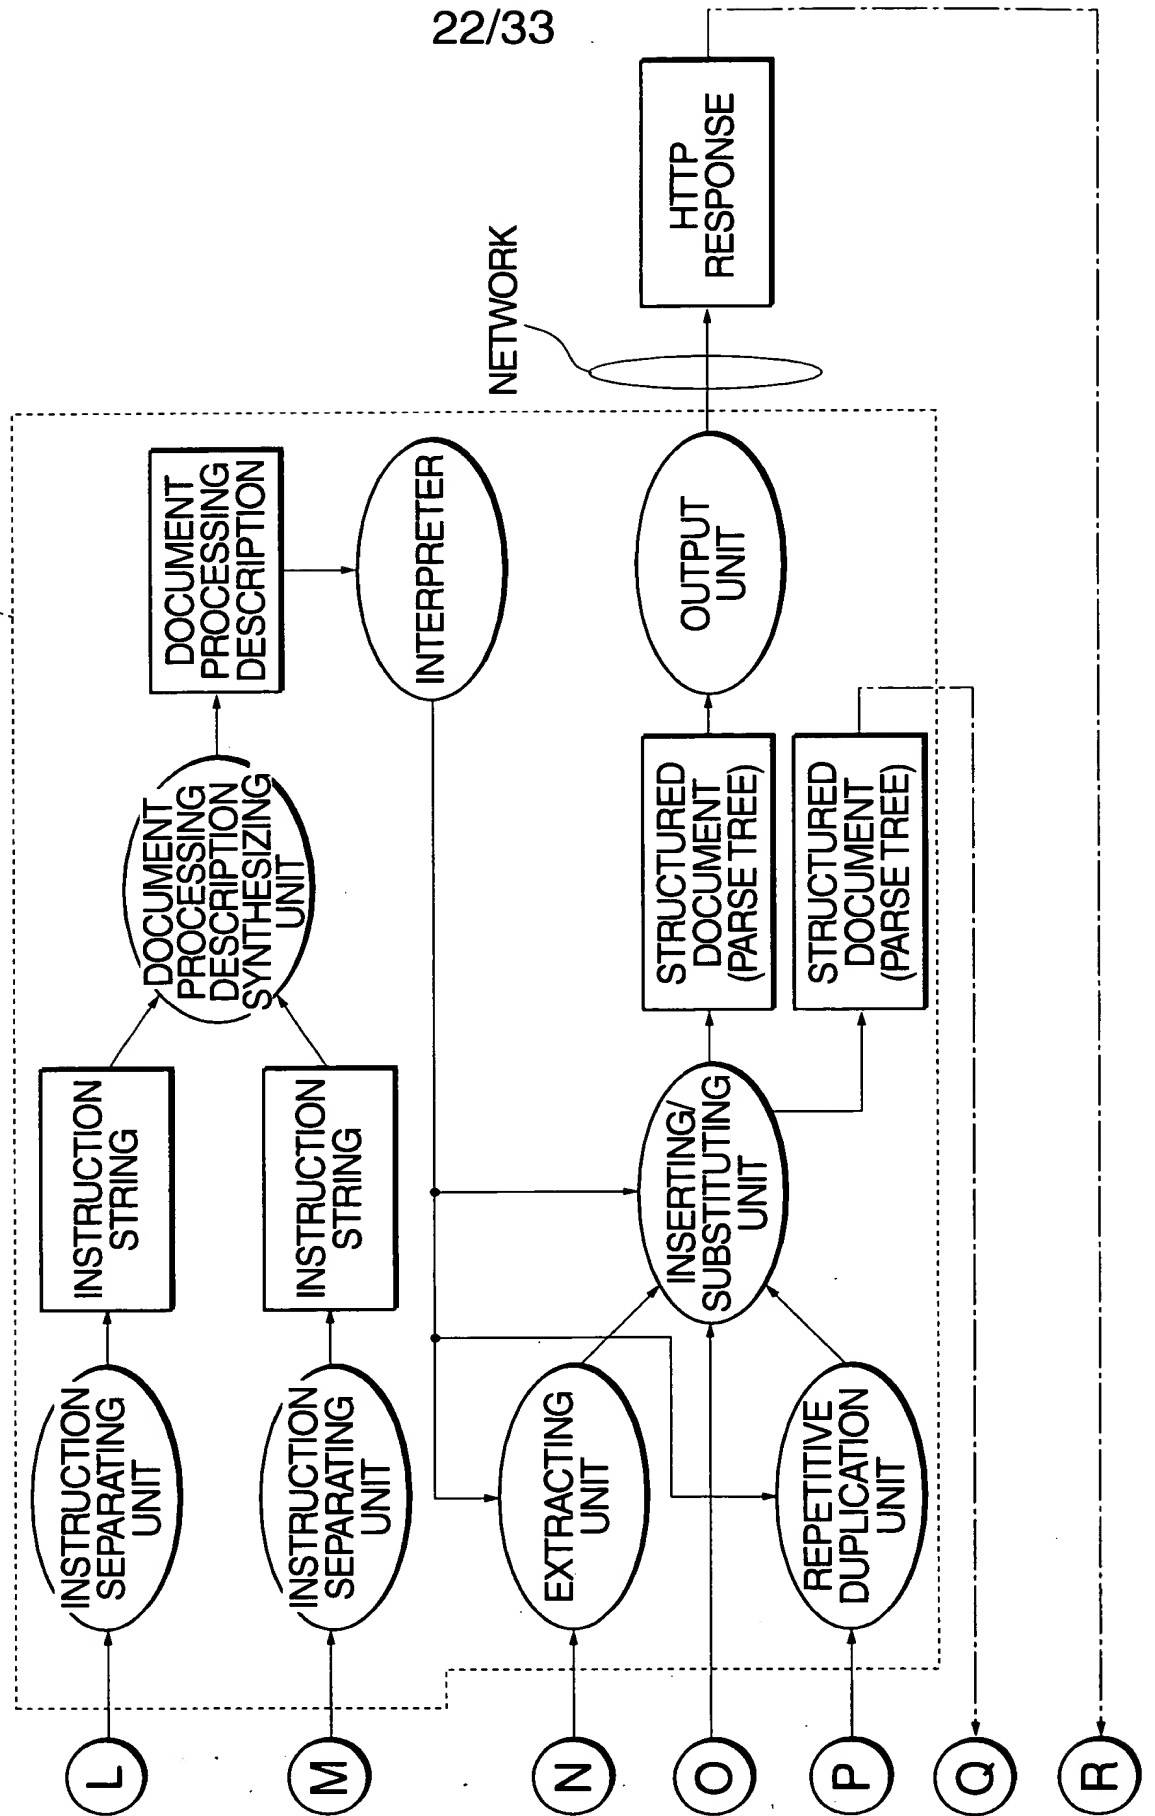 22/33
L
INSTRUCTION
SEPARATING
UNIT
INSTRUCTION
STRING
DOCUMENT
PROCESSING
DESCRIPTION
SYNTHESIZING
UNIT
DOCUMENT
PROCESSING
DESCRIPTION
M
INSTRUCTION
SEPARATING
UNIT
INSTRUCTION
STRING
INTERPRETER
NETWORK
N
EXTRACTING
UNIT
O
INSERTING/
SUBSTITUTING
UNIT
STRUCTURED
DOCUMENT
(PARSE TREE)
OUTPUT
UNIT
HTTP
RESPONSE
P
REPETITIVE
DUPLICATION
UNIT
STRUCTURED
DOCUMENT
(PARSE TREE)
Q
R